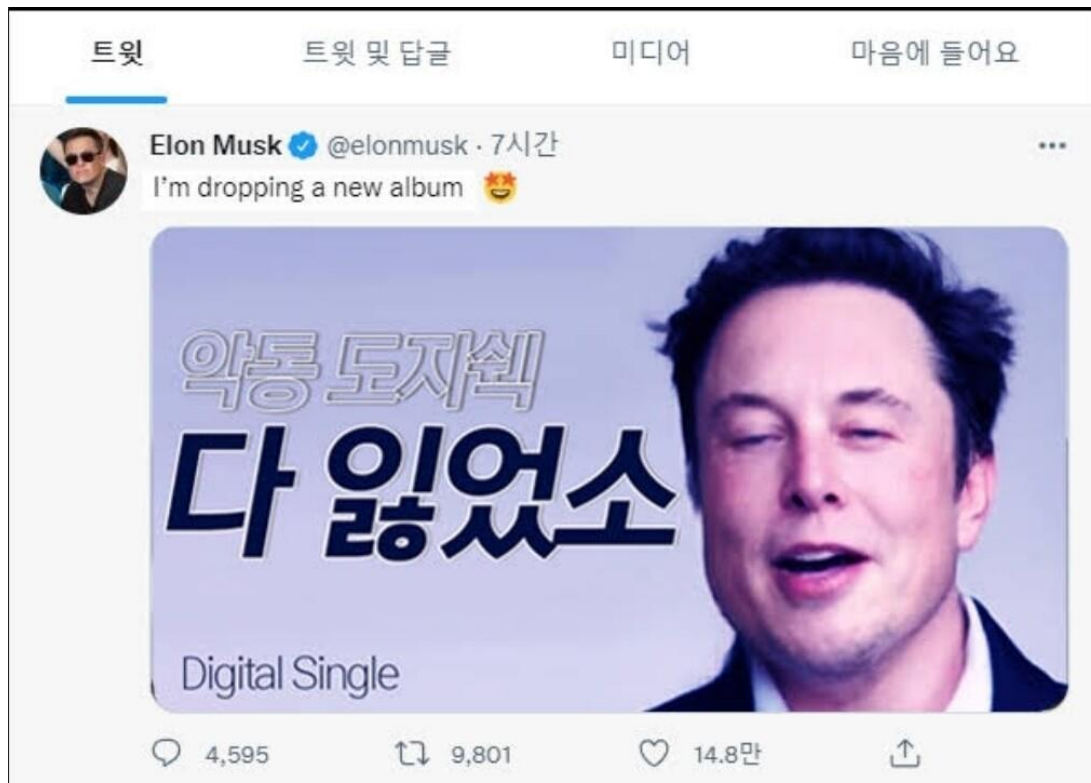 트윗 트윗 및 답글 미디어 마음에 들어요
Elon Musk @elonmusk · 7시간
I'm dropping a new album 🤩
악동 도자쉑
다 잃었소
Digital Single
4,595 9,801 14.8만